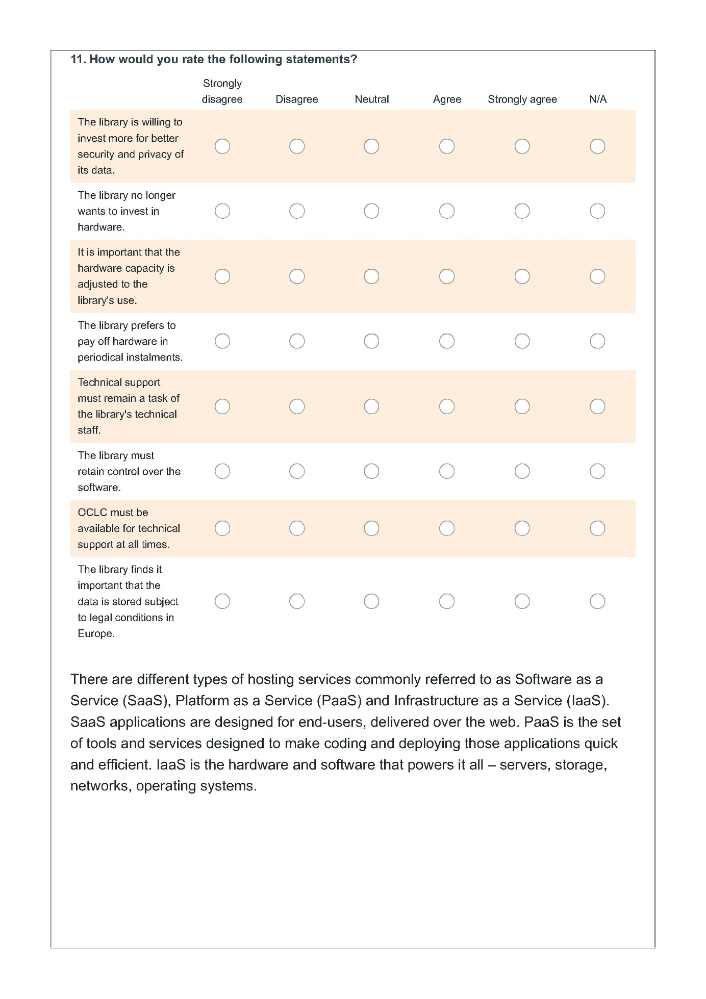 11. How would you rate the following statements?
Strongly
disagree Disagree Neutral Agree Strongly agree N/A
The library is willing to
invest more for better
security and privacy of
its data.
The library no longer
wants to invest in
hardware.
It is important that the
hardware capacity is
adjusted to the
library's use.
The library prefers to
pay off hardware in
periodical instalments.
Technical support
must remain a task of
the library's technical
staff.
The library must
retain control over the
software.
OCLC must be
available for technical
support at all times.
The library finds it
important that the
data is stored subject
to legal conditions in
Europe.
There are different types of hosting services commonly referred to as Software as a
Service (SaaS), Platform as a Service (PaaS) and Infrastructure as a Service (IaaS).
SaaS applications are designed for end-users, delivered over the web. PaaS is the set
of tools and services designed to make coding and deploying those applications quick
and efficient. IaaS is the hardware and software that powers it all – servers, storage,
networks, operating systems.